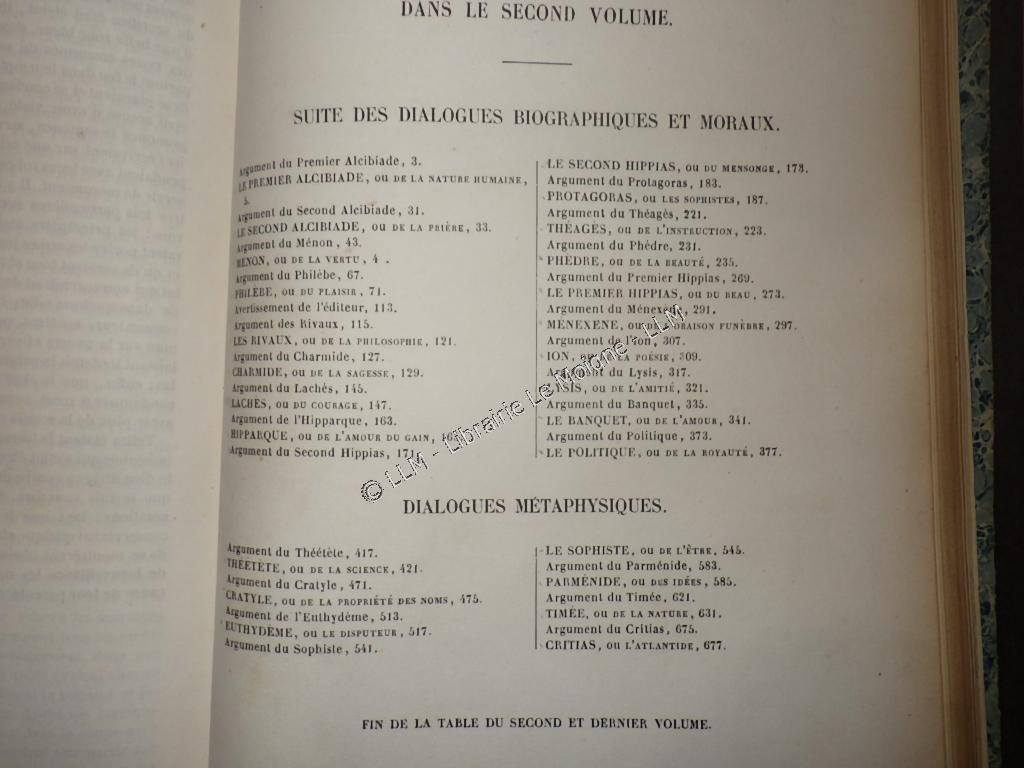 DANS LE SECOND VOLUME.
SUITE DES DIALOGUES BIOGRAPHIQUES ET MORAUX.
Argument du Premier Alcibiade, 3.
LE PREMIER ALCIBIADE, OU DE LA NATURE HUMAINE,
5.
Argument du Second Alcibiade, 31.
LE SECOND ALCIBIADE, OU DE LA PRIÈRE, 33.
Argument du Ménon, 43.
MENON, OU DE LA VERTU, 4 .
Argument du Philèbe, 67.
PHILÈBE, OU DU PLAISIR, 71.
Avertissement de l'éditeur, 113.
Argument des Rivaux, 115.
LES RIVAUX, OU DE LA PHILOSOPHIE, 121.
Argument du Charmide, 127.
CHARMIDE, OU DE LA SAGESSE, 129.
Argument du Lachès, 145.
LACHÈS, OU DU COURAGE, 147.
Argument de l'Hipparque, 163.
HIPPARQUE, OU DE L'AMOUR DU GAIN,
Argument du Second Hippias, 171.
LE SECOND HIPPIAS, OU DU MENSONGE, 173.
Argument du Protagoras, 183.
PROTAGORAS, OU LES SOPHISTES, 187.
Argument du Théagès, 221.
THÉAGÈS, OU DE L'INSTRUCTION, 223.
Argument du Phèdre, 231.
PHÈDRE, OU DE LA BEAUTÉ, 235.
Argument du Premier Hippias, 269.
LE PREMIER HIPPIAS, OU DU BEAU, 273.
Argument du Ménexène, 291.
MÉNEXÈNE, OU DE L'ORAISON FUNÈBRE, 297.
Argument de l'Ion, 307.
ION, OU LA POÉSIE, 309.
Argument du Lysis, 317.
LYSIS, OU DE L'AMITIÉ, 321.
Argument du Banquet, 335.
LE BANQUET, OU DE L'AMOUR, 341.
Argument du Politique, 373.
LE POLITIQUE, OU DE LA ROYAUTÉ, 377.
© LLM - Librairie Le Moigne - LLM
DIALOGUES MÉTAPHYSIQUES.
Argument du Théétète, 417.
THÉÉTÈTE, OU DE LA SCIENCE, 421.
Argument du Cratyle, 471.
CRATYLE, OU DE LA PROPRIÉTÉ DES NOMS, 475.
Argument de l'Euthydème, 513.
EUTHYDÈME, OU LE DISPUTEUR, 517.
Argument du Sophiste, 541.
LE SOPHISTE, OU DE L'ÊTRE, 545.
Argument du Parménide, 583.
PARMÉNIDE, OU DES IDÉES, 585.
Argument du Timée, 621.
TIMÉE, OU DE LA NATURE, 631.
Argument du Critias, 675.
CRITIAS, OU L'ATLANTIDE, 677.
FIN DE LA TABLE DU SECOND ET DERNIER VOLUME.